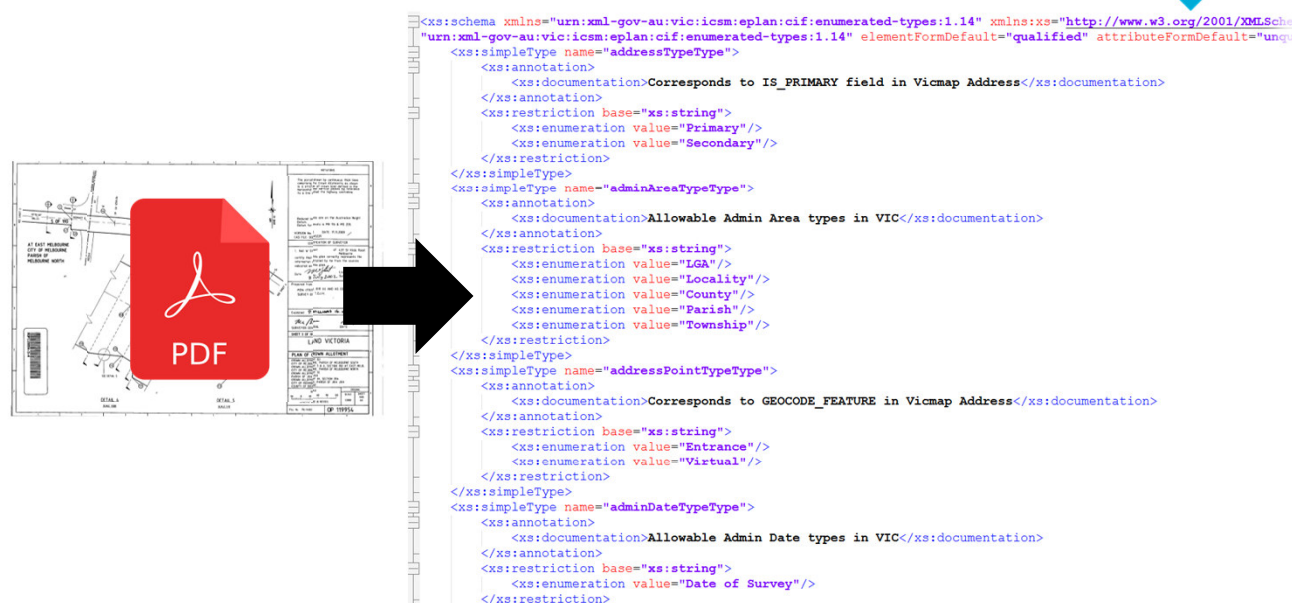 AT EAST MELBOURNE
CITY OF MELBOURNE
PARISH OF
MELBOURNE NORTH
PDF
DETAIL A
DETAIL
LAND VICTORIA
PLAN OF CROWN ALLOTMENT
OP 119954
<xs:schema xmlns="urn:xml-gov-au:vic:icsm:eplan:cif:enumerated-types:1.14" xmlns:xs="http://www.w3.org/2001/XMLSche
"urn:xml-gov-au:vic:icsm:eplan:cif:enumerated-types:1.14" elementFormDefault="qualified" attributeFormDefault="unqu
<xs:simpleType name="addressTypeType">
<xs:annotation>
<xs:documentation>Corresponds to IS_PRIMARY field in Vicmap Address</xs:documentation>
</xs:annotation>
<xs:restriction base="xs:string">
<xs:enumeration value="Primary"/>
<xs:enumeration value="Secondary"/>
</xs:restriction>
</xs:simpleType>
<xs:simpleType name="adminAreaTypeType">
<xs:annotation>
<xs:documentation>Allowable Admin Area types in VIC</xs:documentation>
</xs:annotation>
<xs:restriction base="xs:string">
<xs:enumeration value="LGA"/>
<xs:enumeration value="Locality"/>
<xs:enumeration value="County"/>
<xs:enumeration value="Parish"/>
<xs:enumeration value="Township"/>
</xs:restriction>
</xs:simpleType>
<xs:simpleType name="addressPointTypeType">
<xs:annotation>
<xs:documentation>Corresponds to GEOCODE_FEATURE in Vicmap Address</xs:documentation>
</xs:annotation>
<xs:restriction base="xs:string">
<xs:enumeration value="Entrance"/>
<xs:enumeration value="Virtual"/>
</xs:restriction>
</xs:simpleType>
<xs:simpleType name="adminDateTypeType">
<xs:annotation>
<xs:documentation>Allowable Admin Date types in VIC</xs:documentation>
</xs:annotation>
<xs:restriction base="xs:string">
<xs:enumeration value="Date of Survey"/>
</xs:restriction>